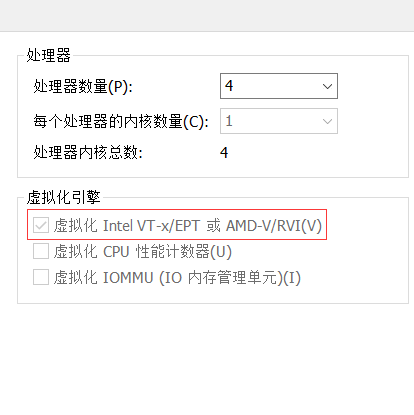 处理器
处理器数量(P): 4
每个处理器的内核数量(C): 1
处理器内核总数: 4
虚拟化引擎
虚拟化 Intel VT-x/EPT 或 AMD-V/RVI(V)
虚拟化 CPU 性能计数器(U)
虚拟化 IOMMU (IO 内存管理单元)(I)